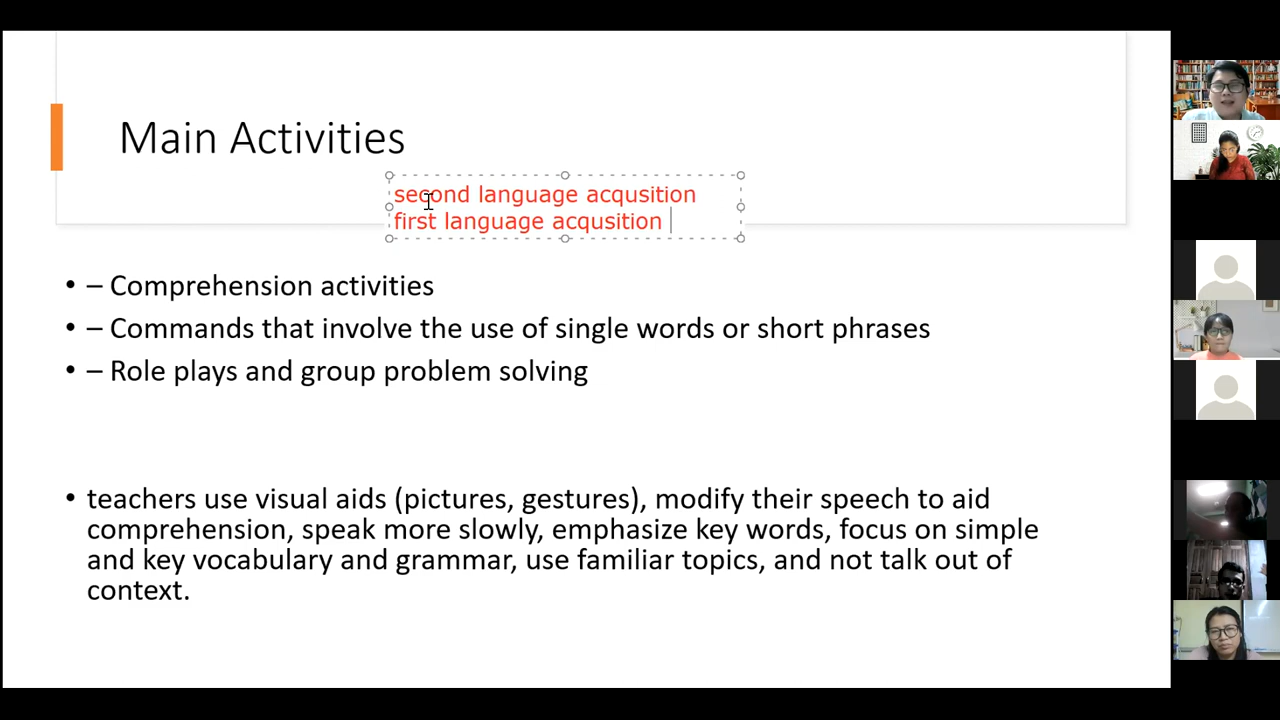 Main Activities
second language acqusition
first language acqusition
• – Comprehension activities
• – Commands that involve the use of single words or short phrases
• – Role plays and group problem solving
• teachers use visual aids (pictures, gestures), modify their speech to aid
comprehension, speak more slowly, emphasize key words, focus on simple
and key vocabulary and grammar, use familiar topics, and not talk out of
context.